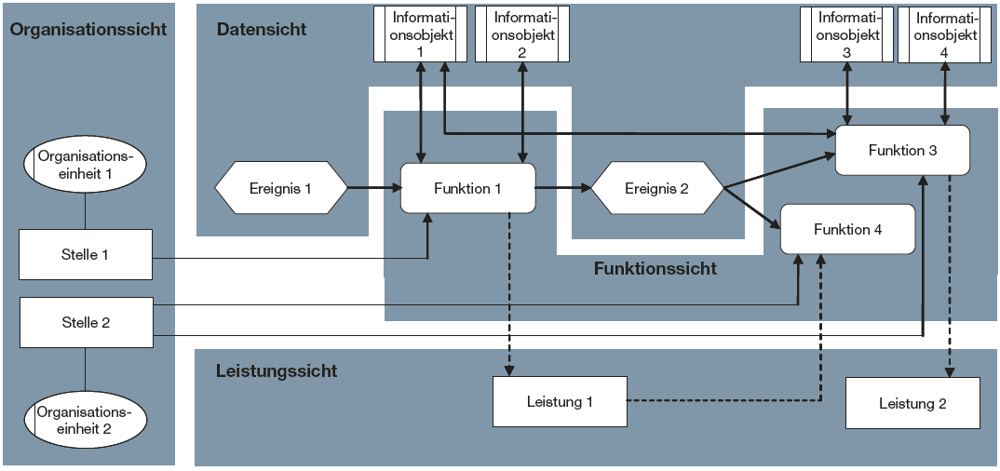 Organisationssicht
Datensicht
Informati-
onsobjekt
1
Informati-
onsobjekt
2
Informati-
onsobjekt
3
Informati-
onsobjekt
4
Organisations-
einheit 1
Ereignis 1
Funktion 1
Ereignis 2
Funktion 3
Funktion 4
Stelle 1
Funktionssicht
Stelle 2
Leistungssicht
Organisations-
einheit 2
Leistung 1
Leistung 2